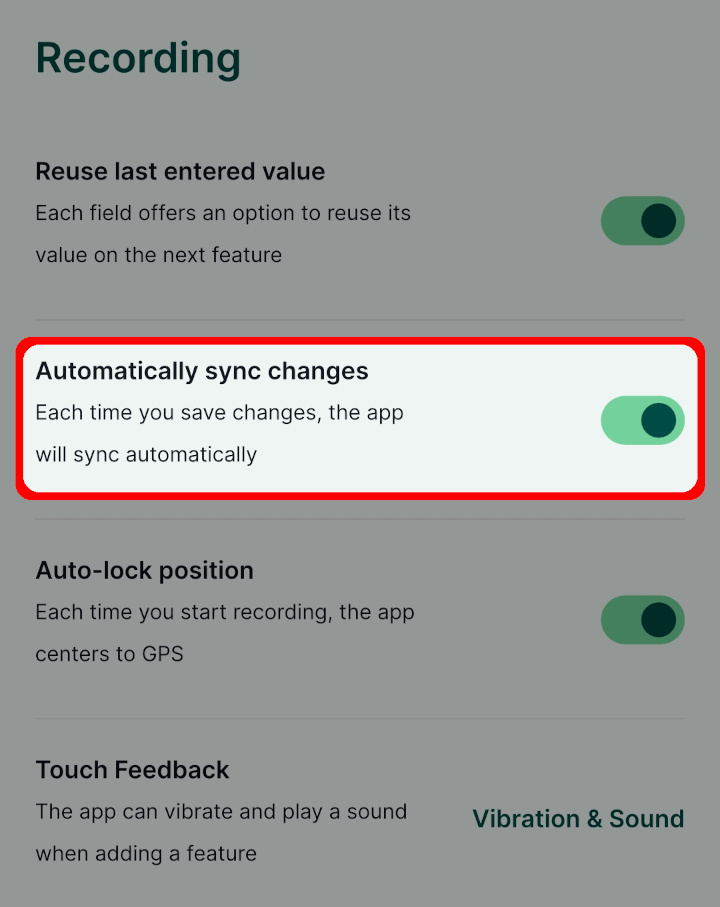 Recording
Reuse last entered value
Each field offers an option to reuse its
value on the next feature
Automatically sync changes
Each time you save changes, the app
will sync automatically
Auto-lock position
Each time you start recording, the app
centers to GPS
Touch Feedback
The app can vibrate and play a sound
when adding a feature
Vibration & Sound